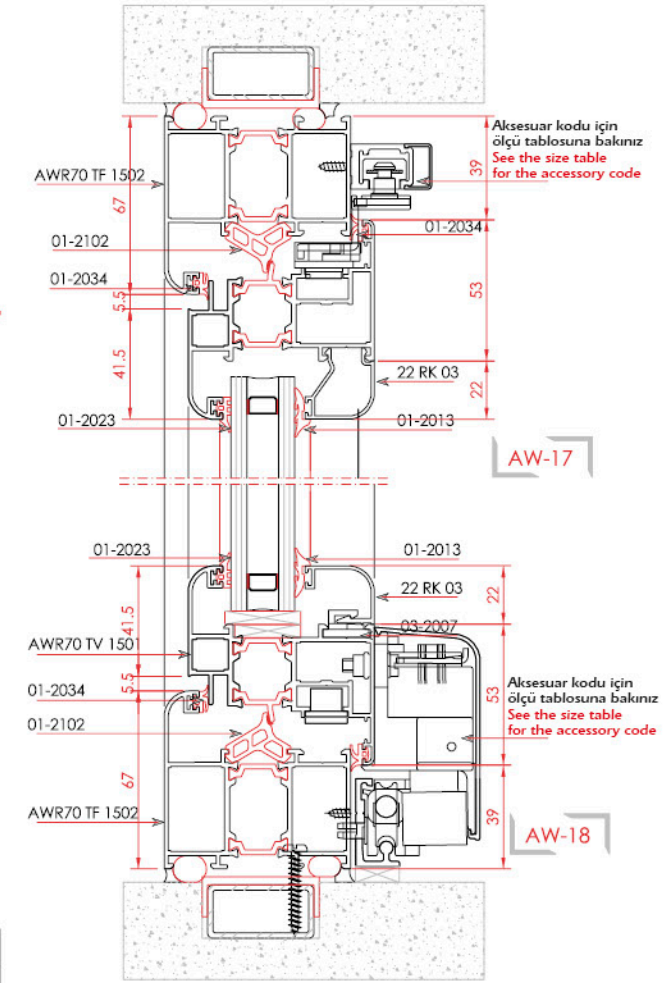 Aksesuar kodu için
ölçü tablosuna bakınız
See the size table
for the accessory code
39
AWR70 TF 1502
67
01-2102
01-2034
01-2034
5.5
53
41.5
22 RK 03
22
01-2023
01-2013
AW-17
01-2023
01-2013
22 RK 03
22
41.5
03-2007
AWR70 TV 1501
5.5
01-2034
53
Aksesuar kodu için
ölçü tablosuna bakınız
See the size table
for the accessory code
01-2102
67
AWR70 TF 1502
39
AW-18